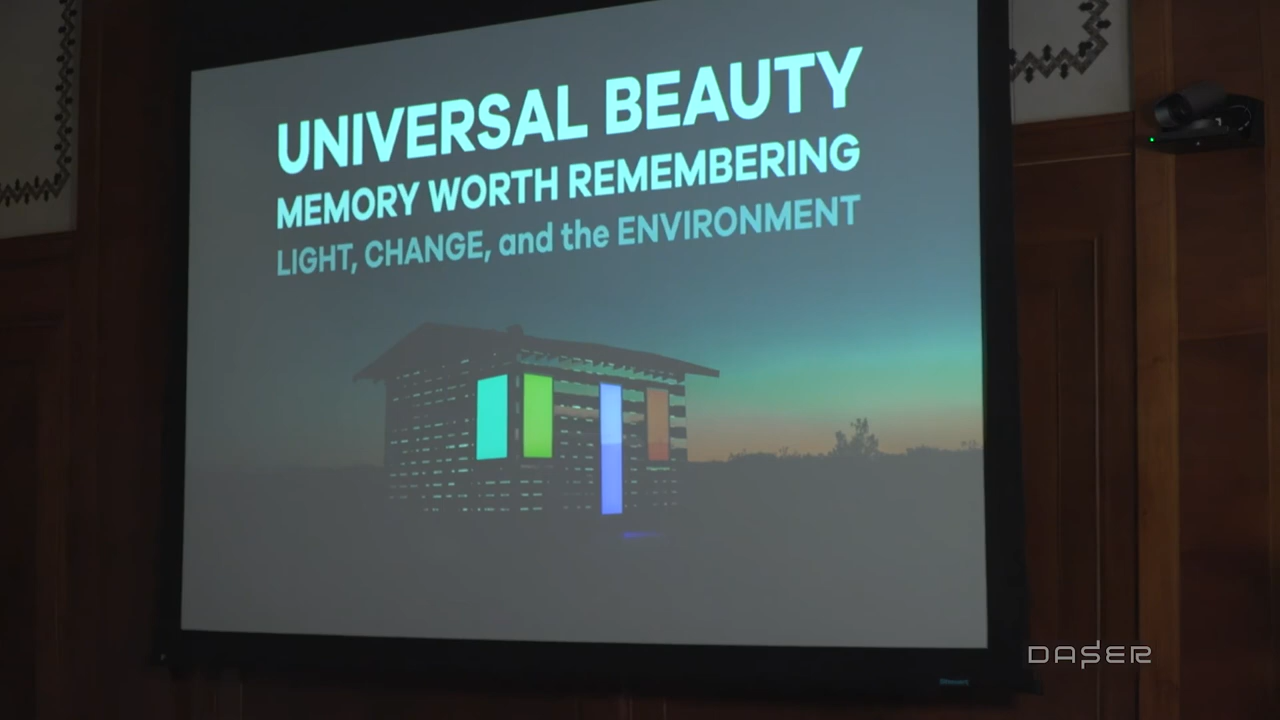 UNIVERSAL BEAUTY
MEMORY WORTH REMEMBERING
LIGHT, CHANGE, and the ENVIRONMENT
DASER